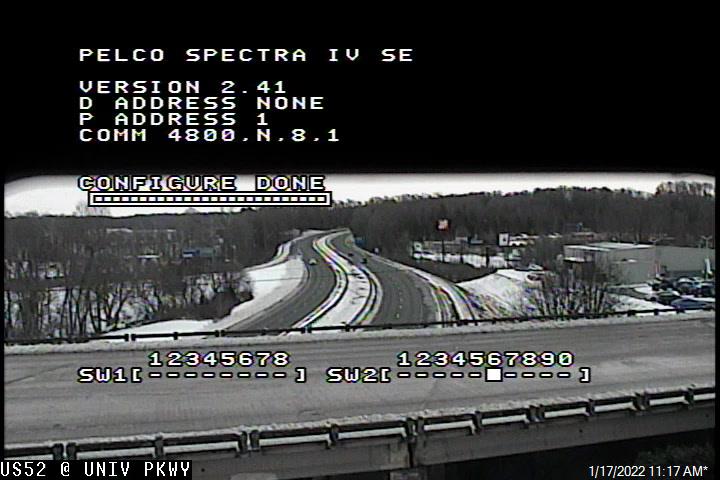 PELCO SPECTRA IV SE
VERSION 2.41
D ADDRESS NONE
P ADDRESS 1
COMM 4800,N,8,1
CONFIGURE DONE
12345678 1234567890
SW1[--------] SW2[-----■----]
US52 @ UNIV PKWY
1/17/2022 11:17 AM*